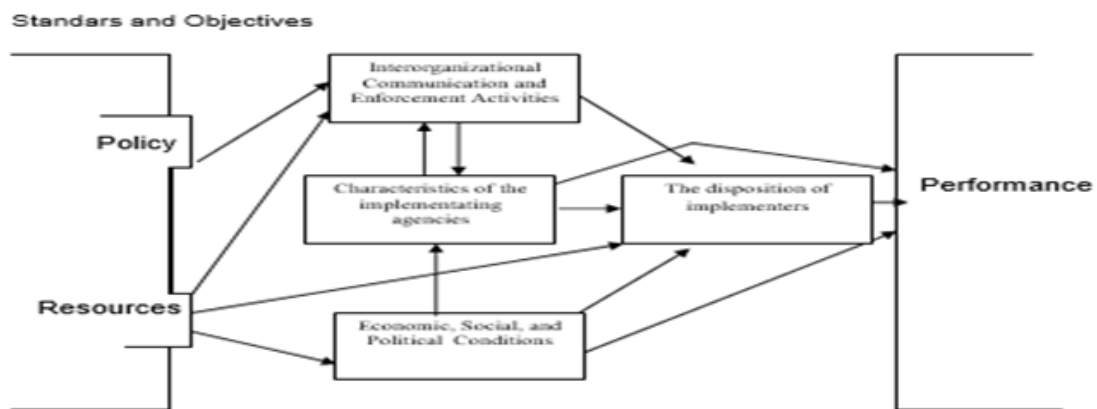 Standars and Objectives
Interorganizational
Communication and
Enforcement Activities
Policy
Characteristics of the
implementating
agencies
The disposition of
implementers
Performance
Resources
Economic, Social, and
Political Conditions